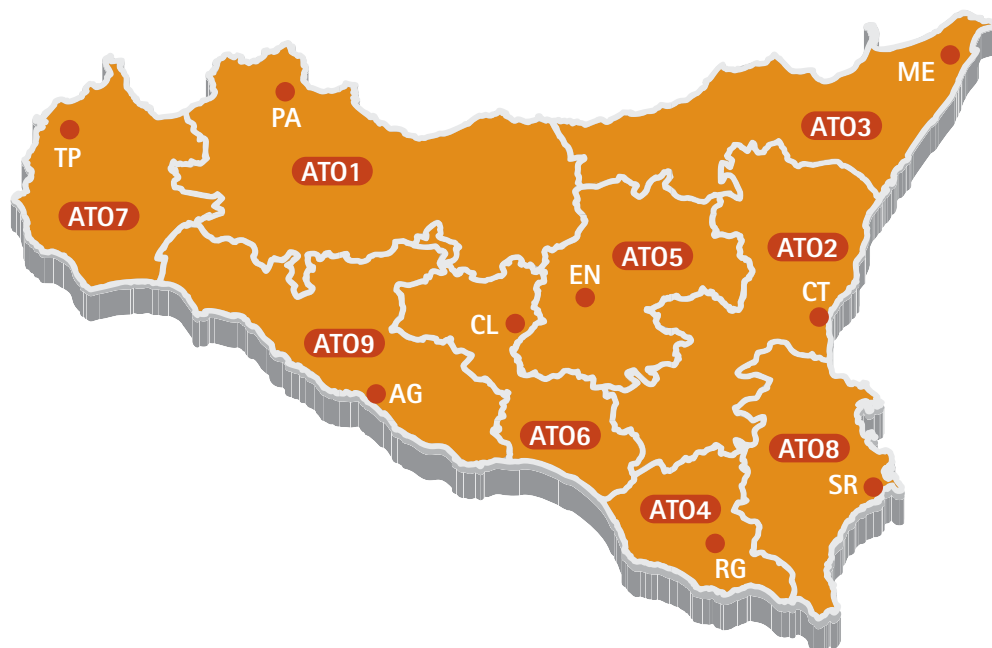 ME
PA
ATO3
TP
ATO1
ATO7
ATO2
ATO5
EN
CT
CL
ATO9
AG
ATO6
ATO8
SR
ATO4
RG